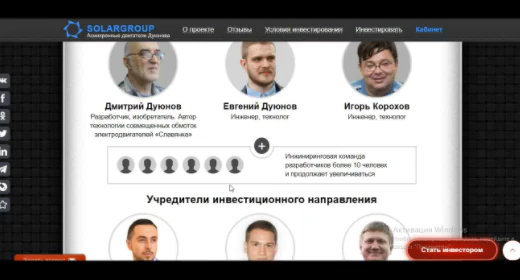 SOLARGROUP
Асинхронные двигатели Дуюнова
О проекте
Отзывы
Условия инвестирования
Инвестировать
Кабинет
Дмитрий Дуюнов
Разработчик, изобретатель. Автор
технологии совмещенных обмоток
электродвигателей «Славянка»
Евгений Дуюнов
Инженер, технолог
Игорь Корохов
Инженер, технолог
Инжиниринговая команда
разработчиков более 10 человек
и продолжает увеличиваться
Учредители инвестиционного направления
Активация Windows
Стать инвестором